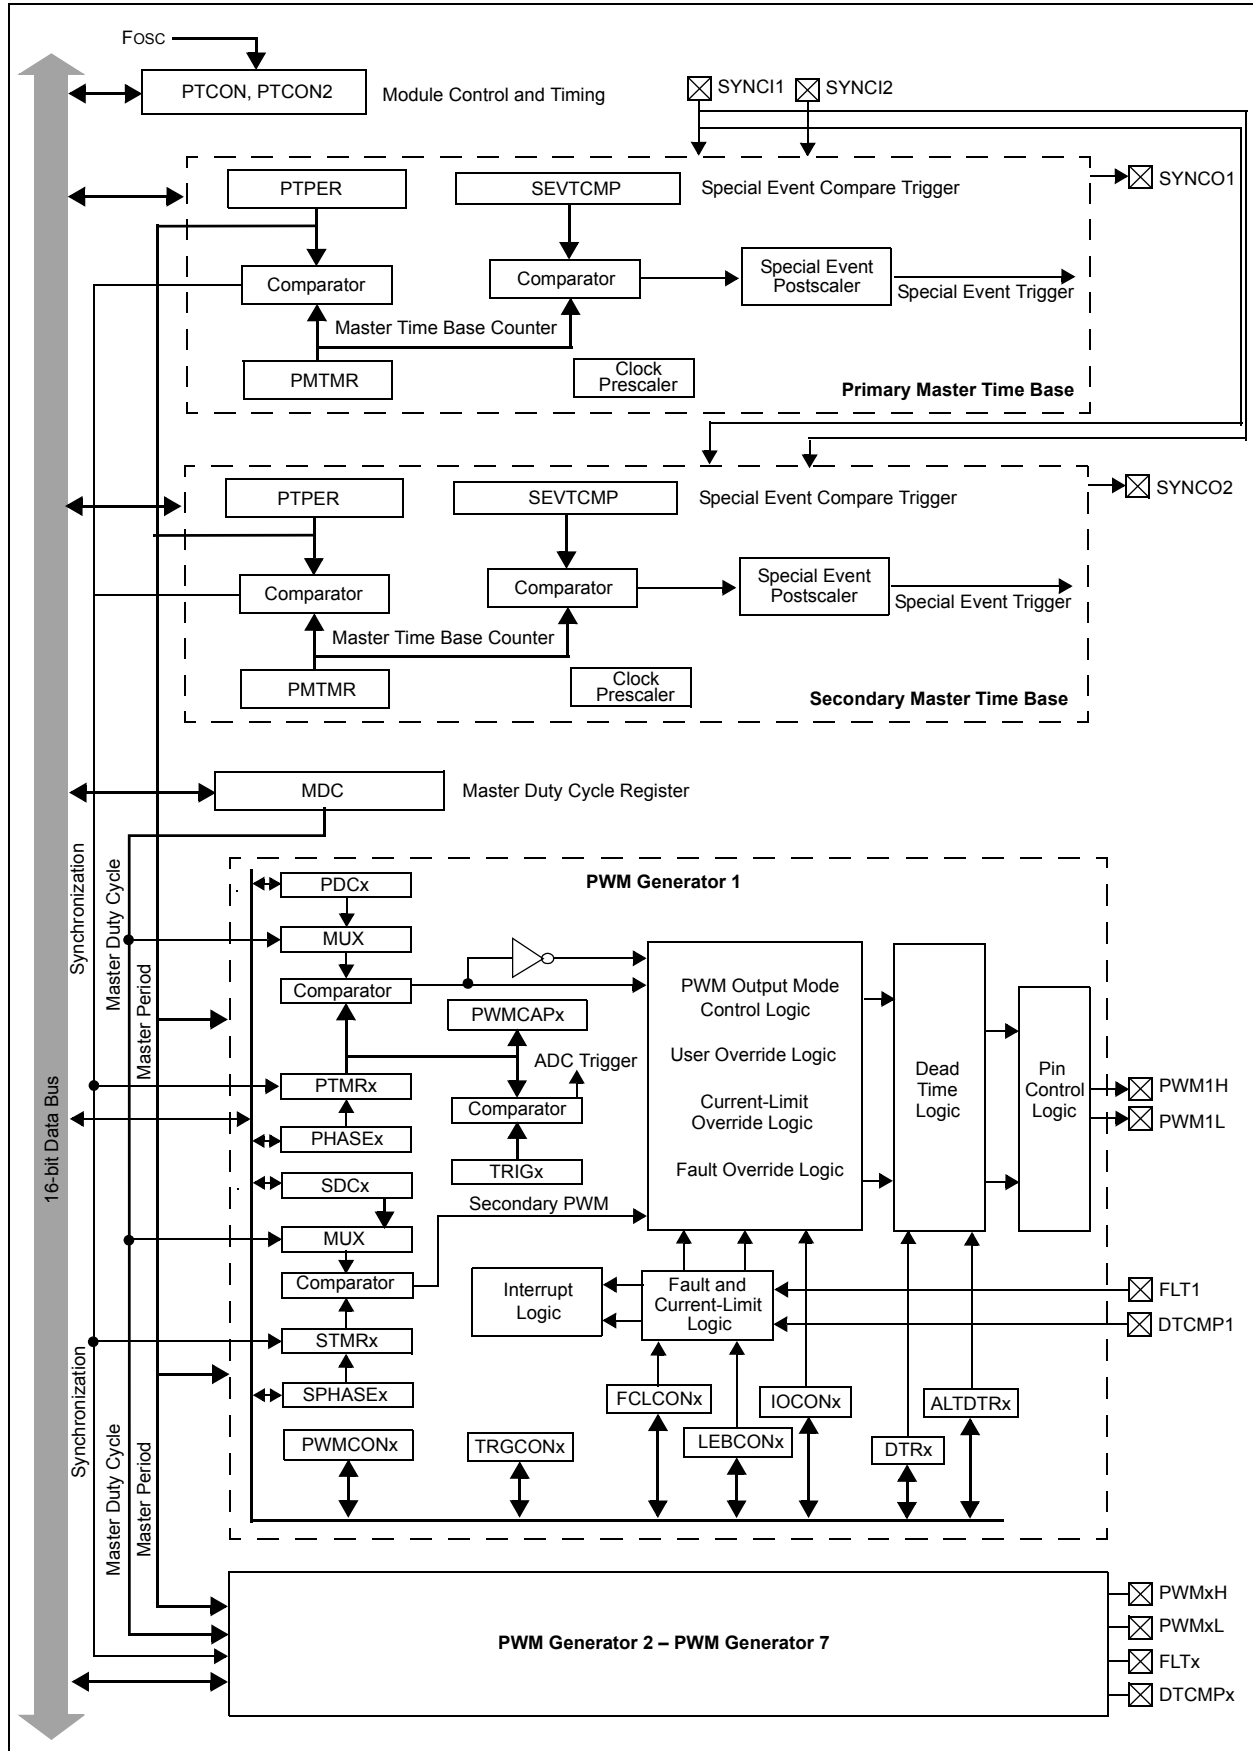 FOSC
PTCON, PTCON2
Module Control and Timing
SYNCI1
SYNCI2
PTPER
SEVTCMP
Special Event Compare Trigger
SYNCO1
Comparator
Comparator
Special Event
Postscaler
Special Event Trigger
Master Time Base Counter
PMTMR
Clock
Prescaler
Primary Master Time Base
PTPER
SEVTCMP
Special Event Compare Trigger
SYNCO2
Comparator
Comparator
Special Event
Postscaler
Special Event Trigger
Master Time Base Counter
PMTMR
Clock
Prescaler
Secondary Master Time Base
MDC
Master Duty Cycle Register
16-bit Data Bus
Synchronization
Master Duty Cycle
Master Period
PWM Generator 1
PDCx
MUX
Comparator
PWMCAPx
ADC Trigger
PTMRx
Comparator
PHASEx
TRIGx
SDCx
Secondary PWM
MUX
Comparator
STMRx
SPHASEx
PWM Output Mode
Control Logic
User Override Logic
Current-Limit
Override Logic
Fault Override Logic
Dead
Time
Logic
Pin
Control
Logic
PWM1H
PWM1L
Interrupt
Logic
Fault and
Current-Limit
Logic
FLT1
DTCMP1
PWMCONx
TRGCONx
FCLCONx
LEBCONx
IOCONx
DTRx
ALTDTRx
Synchronization
Master Duty Cycle
Master Period
PWM Generator 2 – PWM Generator 7
PWMxH
PWMxL
FLTx
DTCMPx